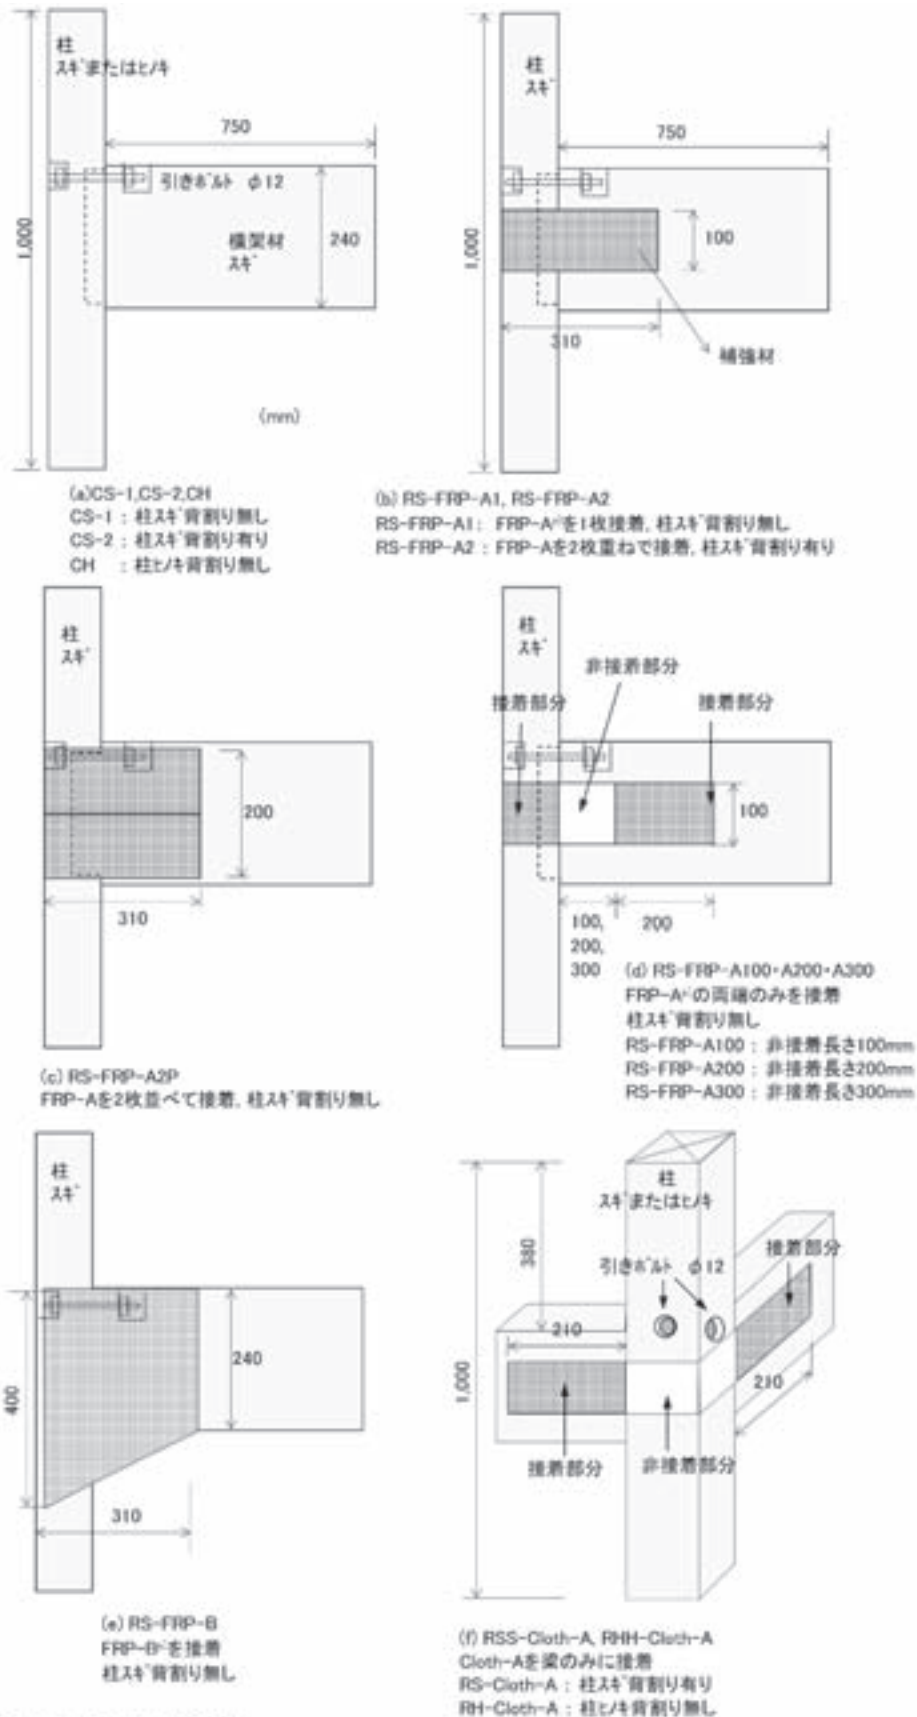 柱
スギまたはヒノキ
750
引きボルト φ12
1,000
横架材
スギ
240
(mm)
(a)CS-1,CS-2,CH
CS-1 : 柱スギ背割り無し
CS-2 : 柱スギ背割り有り
CH : 柱ヒノキ背割り無し
柱
スギ
750
1,000
100
310
補強材
(b) RS-FRP-A1, RS-FRP-A2
RS-FRP-A1: FRP-Aを1枚接着, 柱スギ背割り無し
RS-FRP-A2 : FRP-Aを2枚重ねで接着, 柱スギ背割り有り
柱
スギ
200
310
(c) RS-FRP-A2P
FRP-Aを2枚並べて接着, 柱スギ背割り無し
柱
スギ
非接着部分
接着部分
接着部分
100
100,
200,
300
200
(d) RS-FRP-A100・A200・A300
FRP-Aの両端のみを接着
柱スギ背割り無し
RS-FRP-A100 : 非接着長さ100mm
RS-FRP-A200 : 非接着長さ200mm
RS-FRP-A300 : 非接着長さ300mm
柱
スギ
400
240
310
(e) RS-FRP-B
FRP-Bを接着
柱スギ背割り無し
柱
スギまたはヒノキ
380
引きボルト φ12
接着部分
210
1,000
210
接着部分
非接着部分
(f) RSS-Cloth-A, RHH-Cloth-A
Cloth-Aを梁のみに接着
RS-Cloth-A : 柱スギ背割り有り
RH-Cloth-A : 柱ヒノキ背割り無し